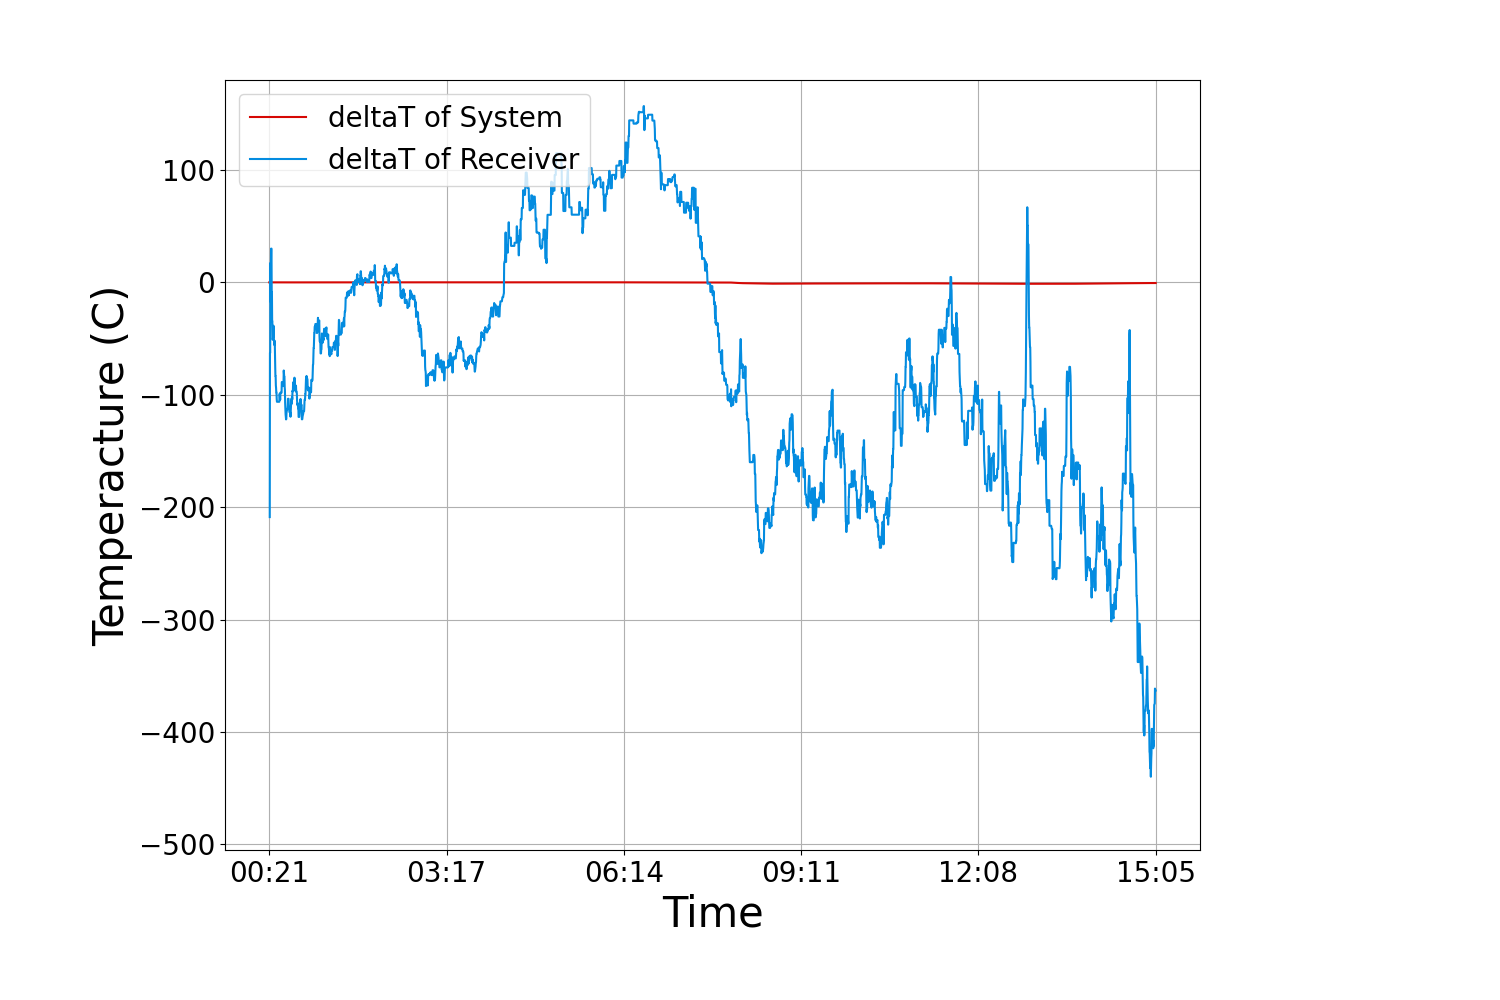 deltaT of System
deltaT of Receiver
100
0
−100
−200
−300
−400
−500
Temperacture (C)
00:21 03:17 06:14 09:11 12:08 15:05
Time